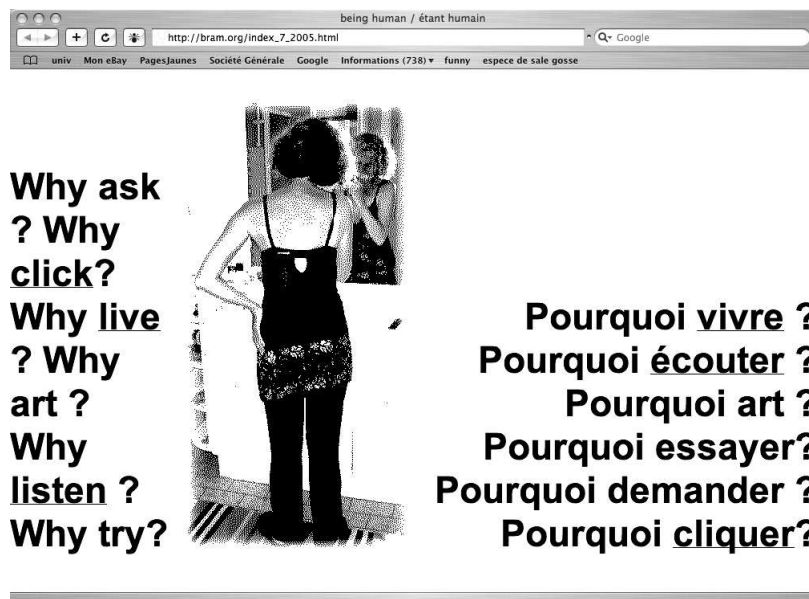 being human / étant humain
http://bram.org/index_7_2005.html
Google
univ Mon eBay PagesJaunes Société Générale Google Informations (738) funny espece de sale gosse
Why ask
? Why
click?
Why live
? Why
art ?
Why
listen ?
Why try?
Pourquoi vivre ?
Pourquoi écouter ?
Pourquoi art ?
Pourquoi essayer?
Pourquoi demander ?
Pourquoi cliquer?